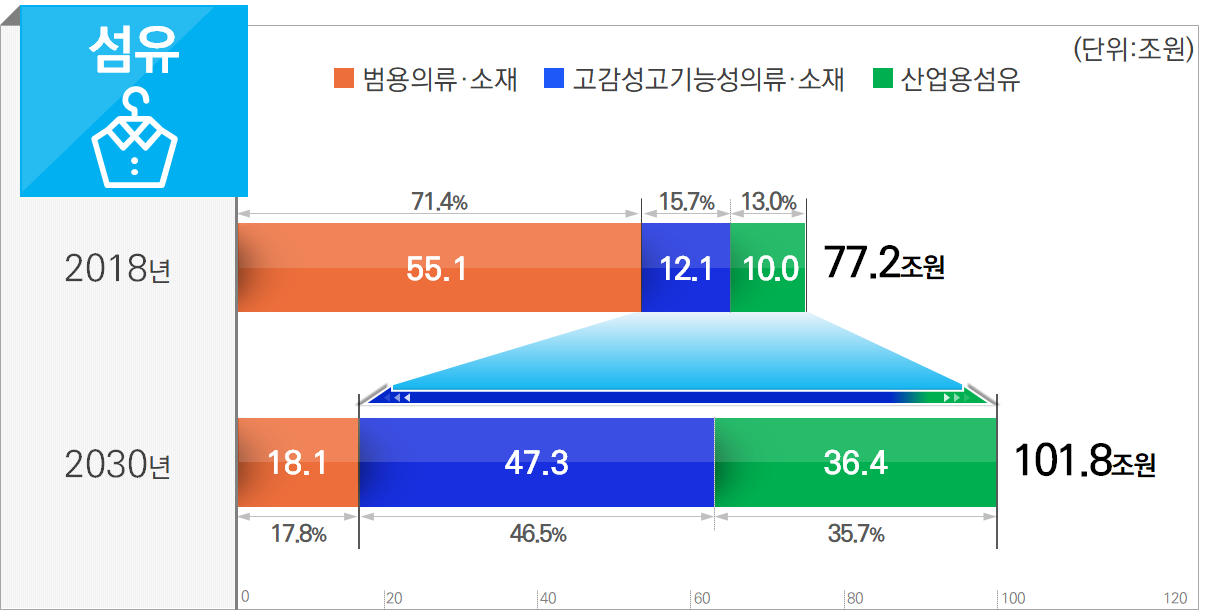 섬유
(단위:조원)
범용의류·소재 고감성고기능성의류·소재 산업용섬유
71.4% 15.7% 13.0%
2018년 55.1 12.1 10.0 77.2조원
2030년 18.1 47.3 36.4 101.8조원
17.8% 46.5% 35.7%
0 20 40 60 80 100 120